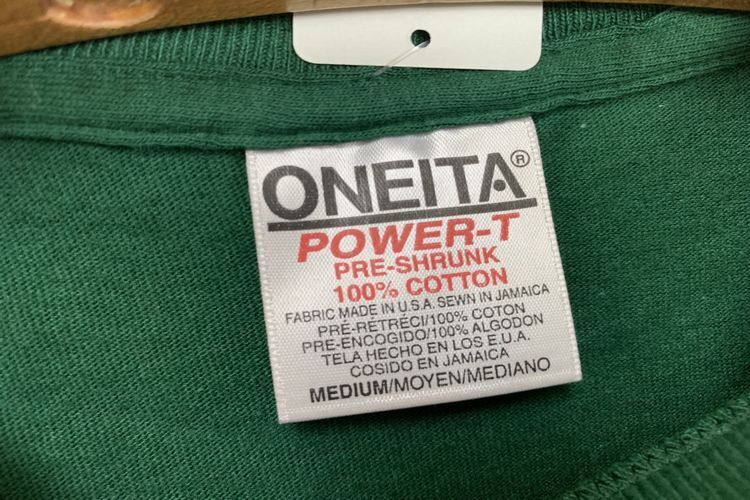 ONEITA®
POWER-T
PRE-SHRUNK
100% COTTON
FABRIC MADE IN U.S.A. SEWN IN JAMAICA
PRÉ-RÉTRÉCI/100% COTON
PRE-ENCOGIDO/100% ALGODON
TELA HECHO EN LOS E.U.A.
COSIDO EN JAMAICA
MEDIUM/MOYEN/MEDIANO